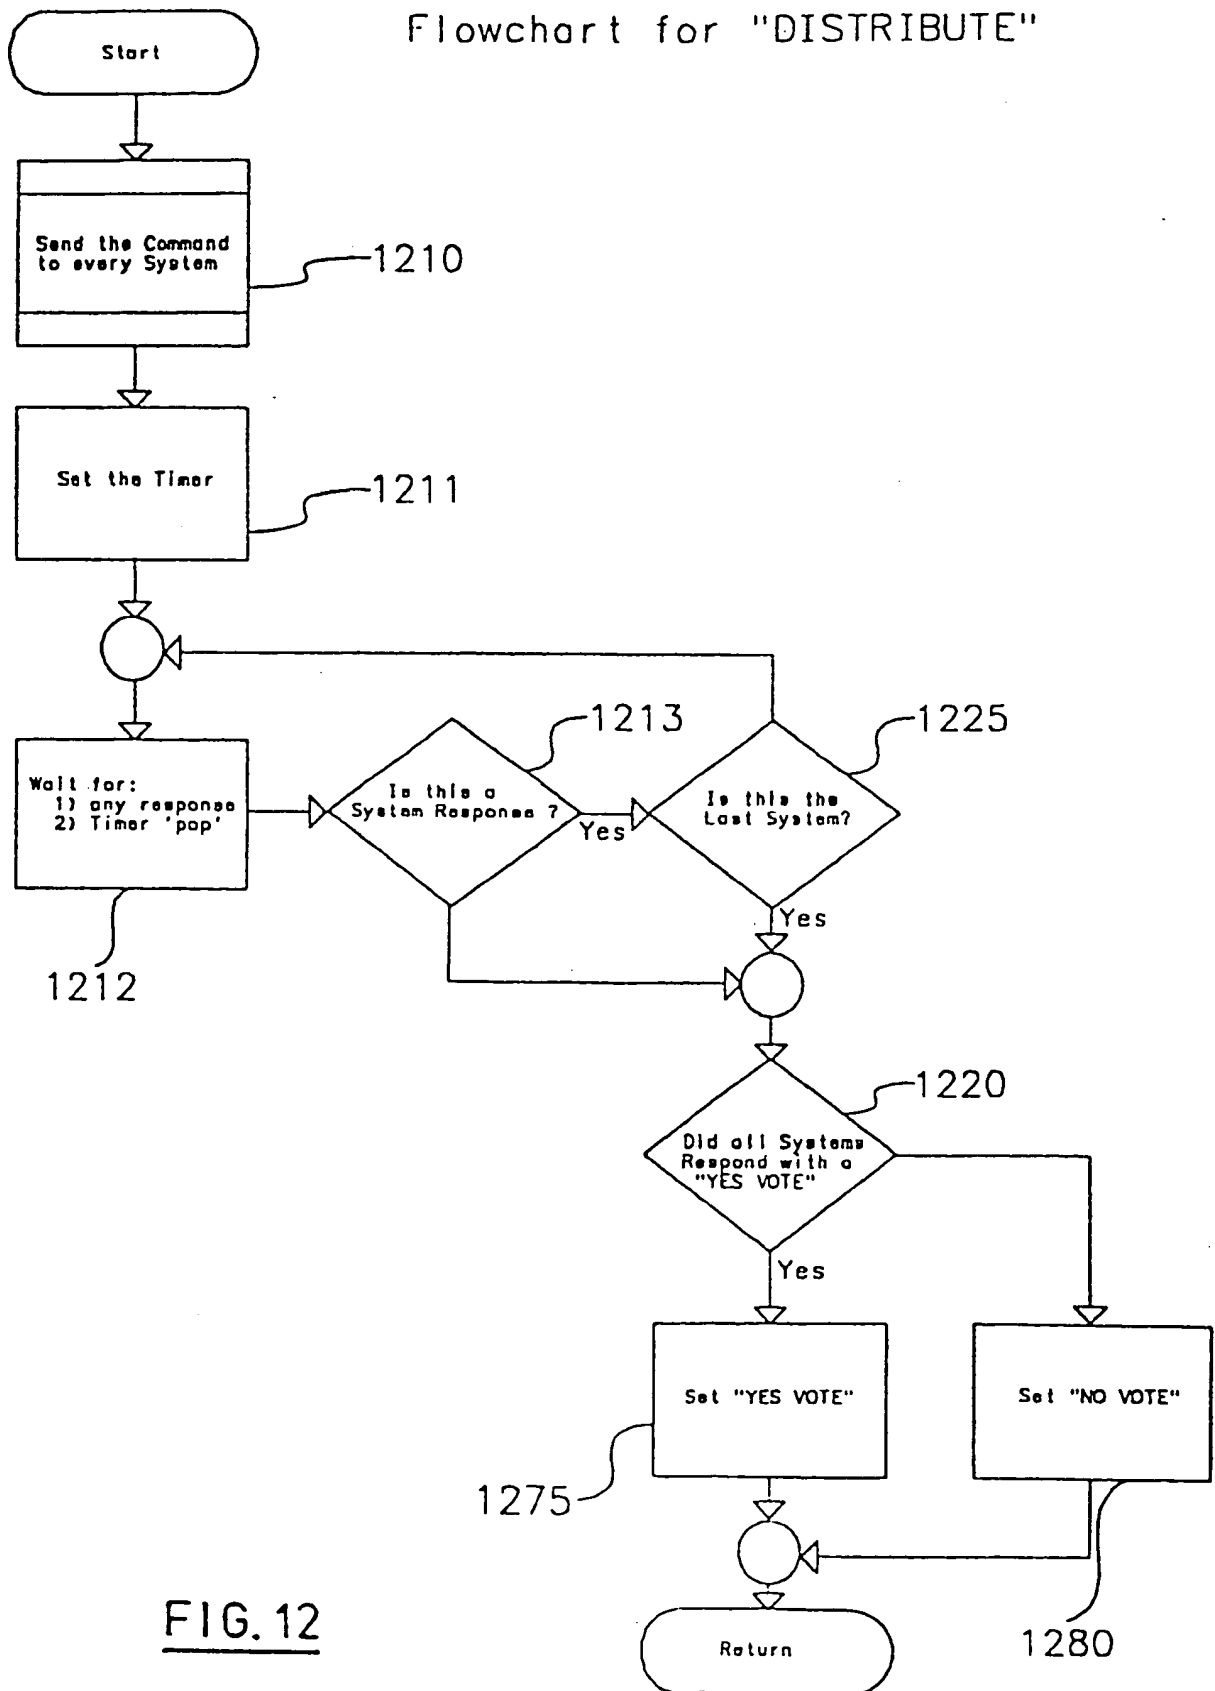 Flowchart for "DISTRIBUTE"
Start
Send the Command
to every System
1210
Set the Timer
1211
Wait for:
1) any response
2) Timer 'pop'
1212
Is this a
System Response ?
1213
Yes
Is this the
Last System?
1225
Yes
Did all Systems
Respond with a
"YES VOTE"
1220
Yes
Set "YES VOTE"
1275
Set "NO VOTE"
1280
Return
FIG. 12